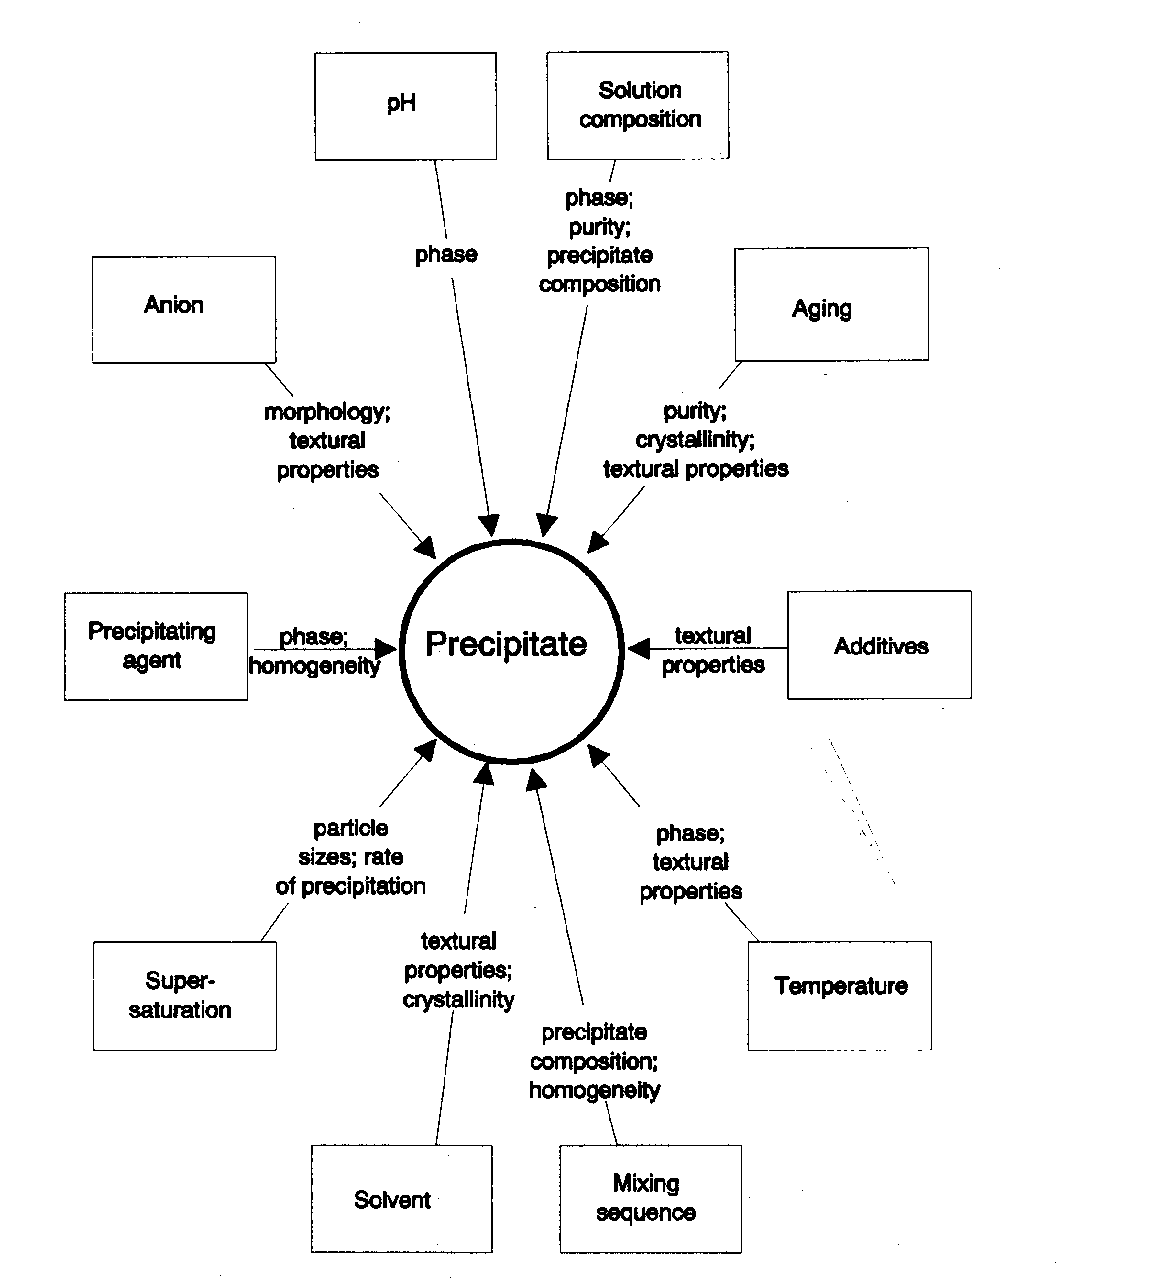 pH
Solution
composition
phase
phase;
purity;
precipitate
composition
Anion
Aging
morphology;
textural
properties
purity;
crystallinity;
textural properties
Precipitating
agent
phase;
homogeneity
Precipitate
textural
properties
Additives
particle
sizes; rate
of precipitation
phase;
textural
properties
Super-
saturation
textural
properties;
crystallinity
Temperature
precipitate
composition;
homogeneity
Solvent
Mixing
sequence